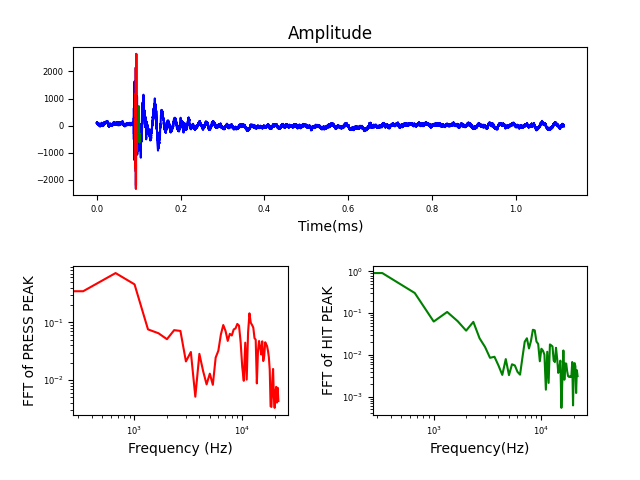 Amplitude
2000
1000
0
−1000
−2000
0.0 0.2 0.4 0.6 0.8 1.0
Time(ms)
FFT of PRESS PEAK
10⁻¹
10⁻²
10³ 10⁴
Frequency (Hz)
FFT of HIT PEAK
10⁰
10⁻¹
10⁻²
10⁻³
10³ 10⁴
Frequency(Hz)